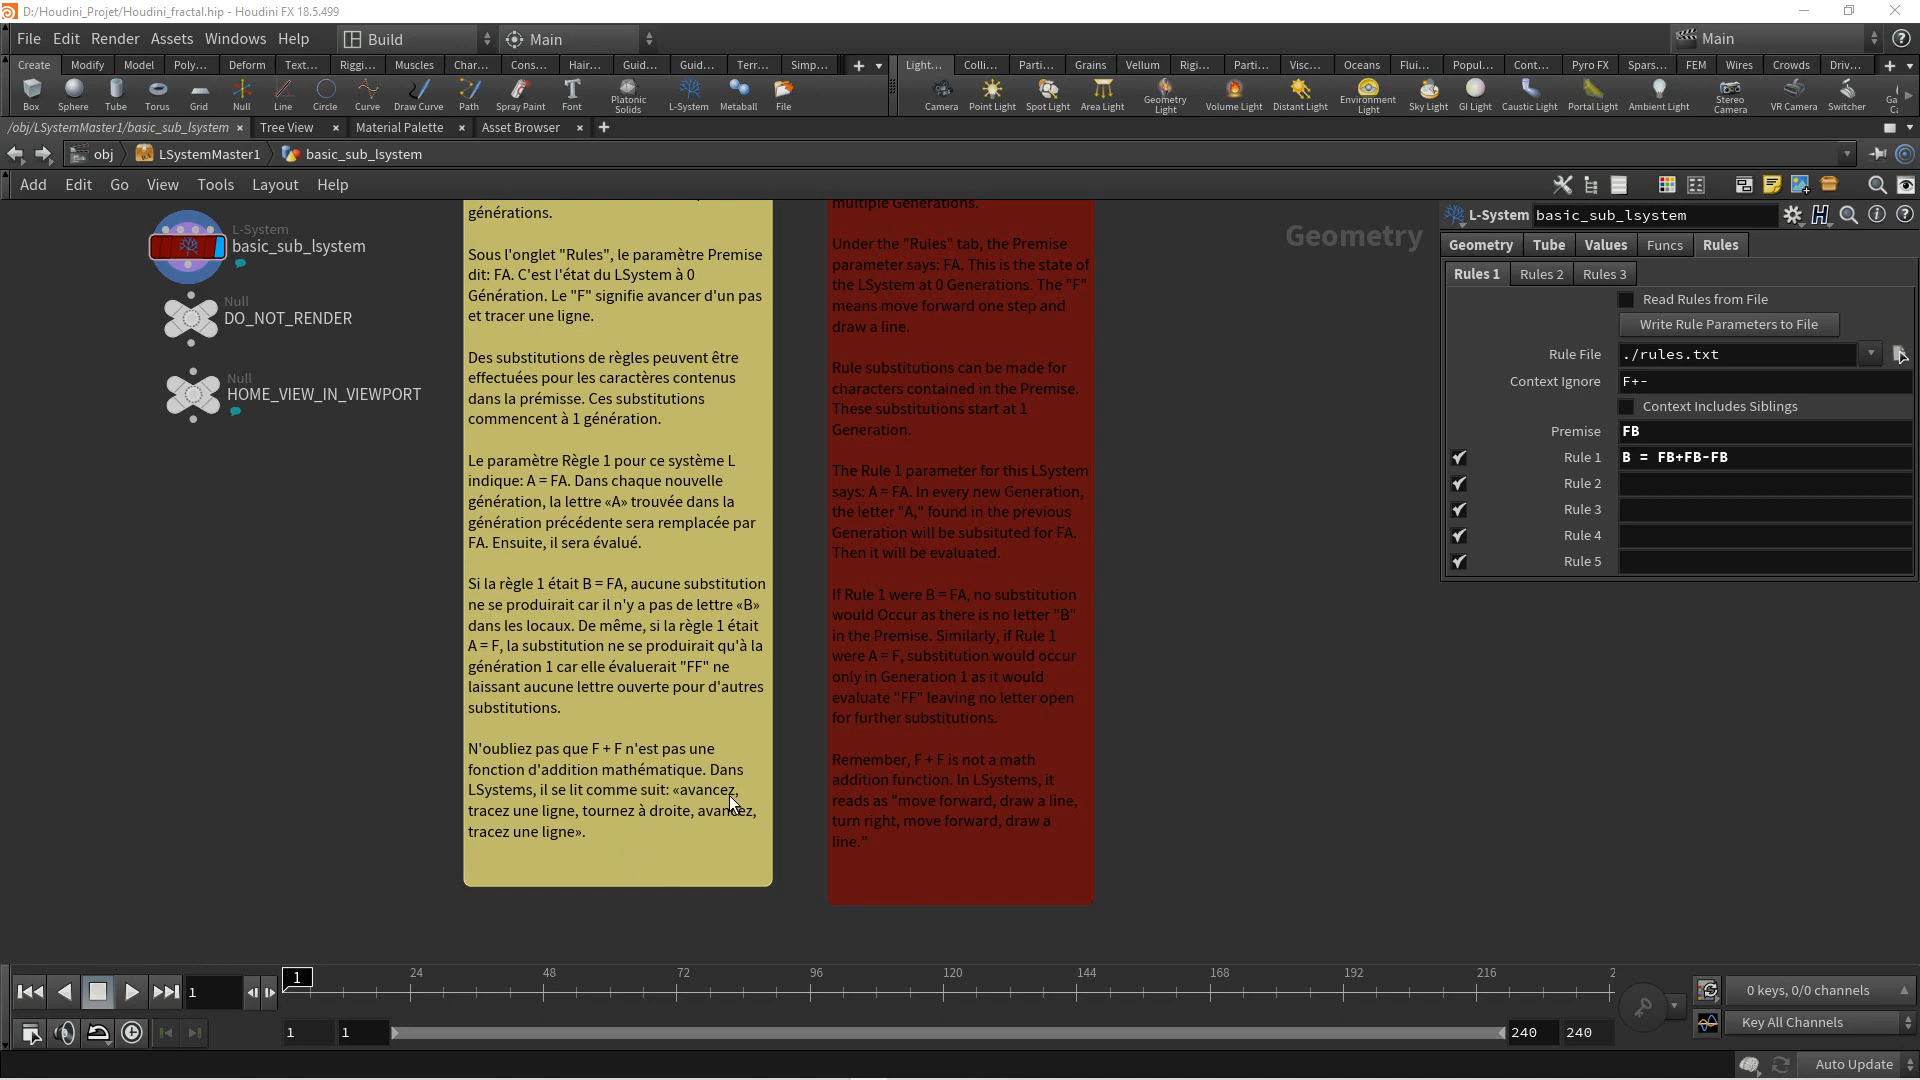 D:/Houdini_Projet/Houdini_fractal.hip - Houdini FX 18.5.499
File Edit Render Assets Windows Help Build Main Main
Create Modify Model Poly... Deform Text... Riggi... Muscles Char... Cons... Hair... Guid... Guid... Terr... Simp...
Light... Colli... Parti... Grains Vellum Rigi... Parti... Visc... Oceans Flui... Popul... Cont... Pyro FX Spars... FEM Wires Crowds Driv...
Box Sphere Tube Torus Grid Null Line Circle Curve Draw Curve Path Spray Paint Font Platonic Solids L-System Metaball File
Camera Point Light Spot Light Area Light Geometry Light Volume Light Distant Light Environment Light Sky Light GI Light Caustic Light Portal Light Ambient Light Stereo Camera VR Camera Switcher
/obj/LSystemMaster1/basic_sub_lsystem Tree View Material Palette Asset Browser
obj LSystemMaster1 basic_sub_lsystem
Add Edit Go View Tools Layout Help
L-System
basic_sub_lsystem
Null
DO_NOT_RENDER
Null
HOME_VIEW_IN_VIEWPORT
générations.
Sous l'onglet "Rules", le paramètre Premise
dit: FA. C'est l'état du LSystem à 0
Génération. Le "F" signifie avancer d'un pas
et tracer une ligne.
Des substitutions de règles peuvent être
effectuées pour les caractères contenus
dans la prémisse. Ces substitutions
commencent à 1 génération.
Le paramètre Règle 1 pour ce système L
indique: A = FA. Dans chaque nouvelle
génération, la lettre «A» trouvée dans la
génération précédente sera remplacée par
FA. Ensuite, il sera évalué.
Si la règle 1 était B = FA, aucune substitution
ne se produirait car il n'y a pas de lettre «B»
dans les locaux. De même, si la règle 1 était
A = F, la substitution ne se produirait qu'à la
génération 1 car elle évaluerait "FF" ne
laissant aucune lettre ouverte pour d'autres
substitutions.
N'oubliez pas que F + F n'est pas une
fonction d'addition mathématique. Dans
LSystems, il se lit comme suit: «avancez,
tracez une ligne, tournez à droite, avancez,
tracez une ligne».
multiple Generations.
Under the "Rules" tab, the Premise
parameter says: FA. This is the state of
the LSystem at 0 Generations. The "F"
means move forward one step and
draw a line.
Rule substitutions can be made for
characters contained in the Premise.
These substitutions start at 1
Generation.
The Rule 1 parameter for this LSystem
says: A = FA. In every new Generation,
the letter "A," found in the previous
Generation will be subsituted for FA.
Then it will be evaluated.
If Rule 1 were B = FA, no substitution
would Occur as there is no letter "B"
in the Premise. Similarly, if Rule 1
were A = F, substitution would occur
only in Generation 1 as it would
evaluate "FF" leaving no letter open
for further substitutions.
Remember, F + F is not a math
addition function. In LSystems, it
reads as "move forward, draw a line,
turn right, move forward, draw a
line."
Geometry
L-System basic_sub_lsystem
Geometry Tube Values Funcs Rules
Rules 1 Rules 2 Rules 3
Read Rules from File
Write Rule Parameters to File
Rule File ./rules.txt
Context Ignore F+-
Context Includes Siblings
Premise FB
Rule 1 B = FB+FB-FB
Rule 2
Rule 3
Rule 4
Rule 5
1 1 24 48 72 96 120 144 168 192 216 2
0 keys, 0/0 channels
1 1 240 240
Key All Channels
Auto Update